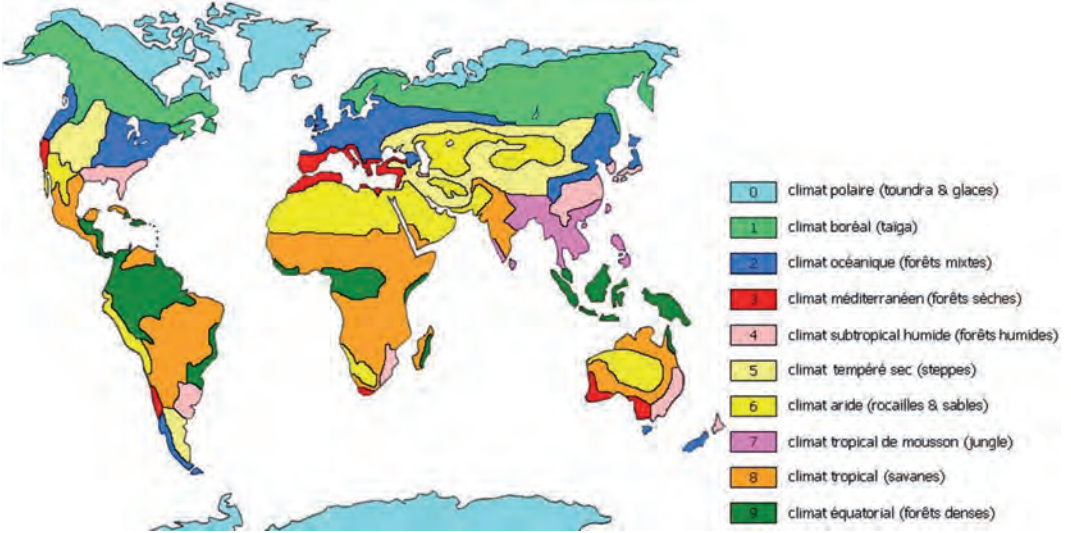 0 climat polaire (toundra & glaces)
1 climat boréal (taïga)
2 climat océanique (forêts mixtes)
3 climat méditerranéen (forêts sèches)
4 climat subtropical humide (forêts humides)
5 climat tempéré sec (steppes)
6 climat aride (rocailles & sables)
7 climat tropical de mousson (jungle)
8 climat tropical (savanes)
9 climat équatorial (forêts denses)